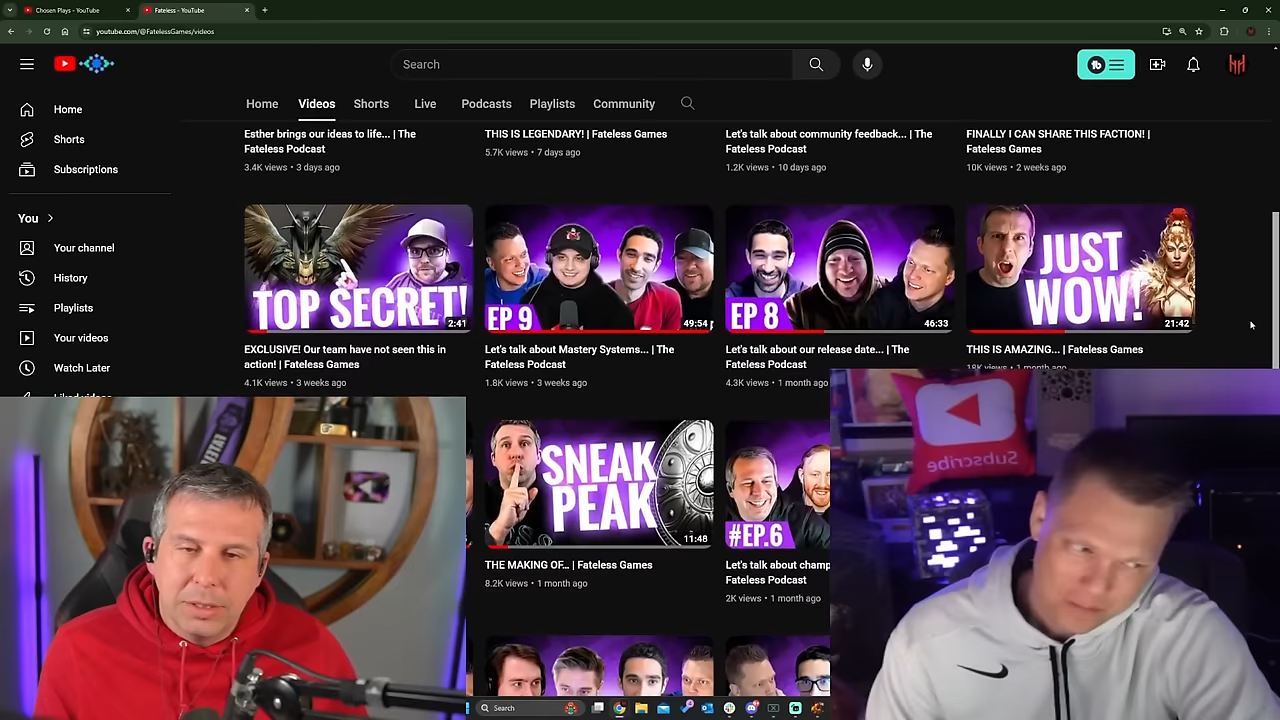 Chosen Plays - YouTube
Fateless - YouTube
youtube.com/@FatelessGames/videos
Search
Home
Shorts
Subscriptions
You
Your channel
History
Playlists
Your videos
Watch Later
Home
Videos
Shorts
Live
Podcasts
Playlists
Community
Esther brings our ideas to life... | The
Fateless Podcast
3.4K views • 3 days ago
THIS IS LEGENDARY! | Fateless Games
5.7K views • 7 days ago
Let's talk about community feedback... | The
Fateless Podcast
1.2K views • 10 days ago
FINALLY I CAN SHARE THIS FACTION! |
Fateless Games
10K views • 2 weeks ago
TOP SECRET!
2:41
EXCLUSIVE! Our team have not seen this in
action! | Fateless Games
4.1K views • 3 weeks ago
EP 9
49:54
Let's talk about Mastery Systems... | The
Fateless Podcast
1.8K views • 3 weeks ago
EP 8
46:33
Let's talk about our release date... | The
Fateless Podcast
4.3K views • 1 month ago
JUST
WOW!
21:42
THIS IS AMAZING... | Fateless Games
18K views • 1 month ago
SNEAK
PEAK
11:48
THE MAKING OF... | Fateless Games
8.2K views • 1 month ago
#EP.6
Let's talk about champ
Fateless Podcast
2K views • 1 month ago
Subscribe
Search